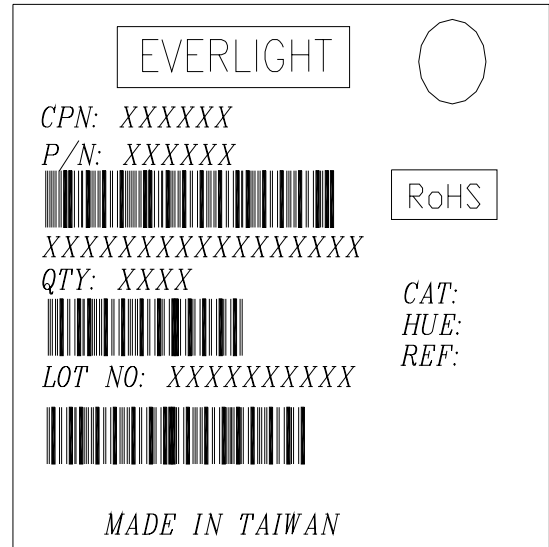 EVERLIGHT
CPN: XXXXXX
P/N: XXXXXX
RoHS
XXXXXXXXXXXXXXXXX
QTY: XXXX
CAT:
HUE:
REF:
LOT NO: XXXXXXXXXX
MADE IN TAIWAN